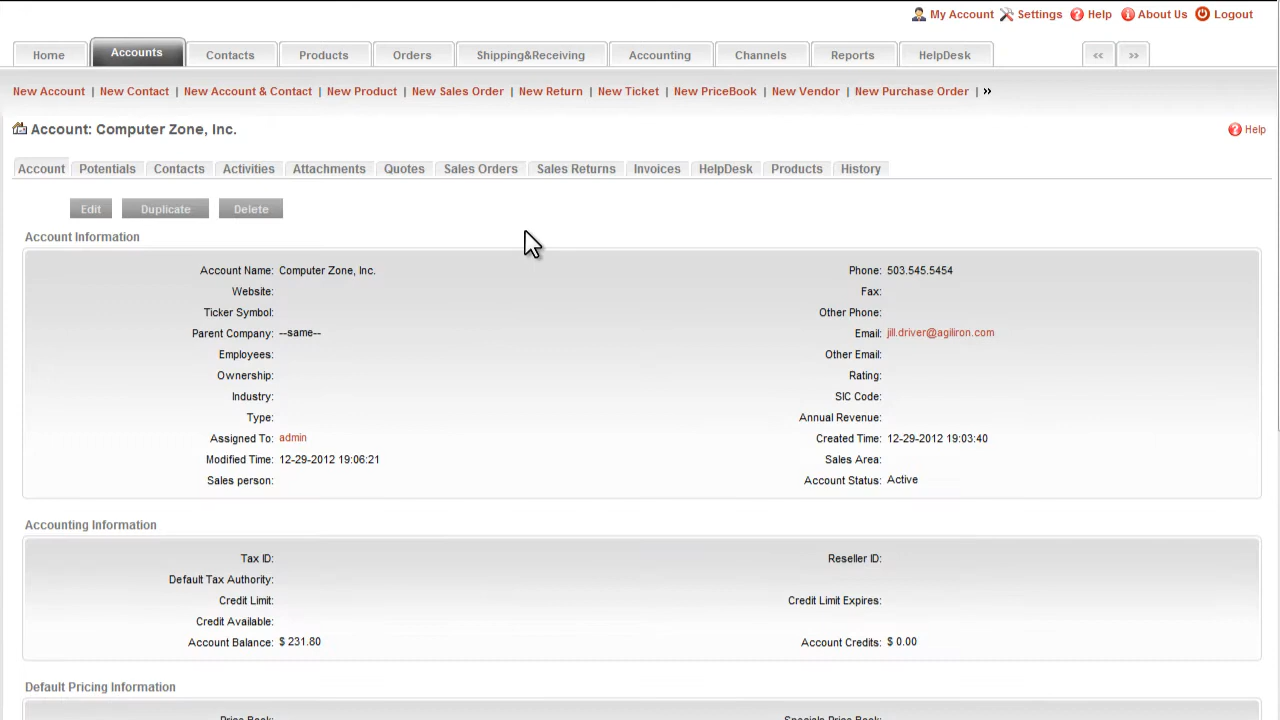 My Account Settings Help About Us Logout
Home Accounts Contacts Products Orders Shipping&Receiving Accounting Channels Reports HelpDesk << >>
New Account | New Contact | New Account & Contact | New Product | New Sales Order | New Return | New Ticket | New PriceBook | New Vendor | New Purchase Order | »
Account: Computer Zone, Inc. Help
Account Potentials Contacts Activities Attachments Quotes Sales Orders Sales Returns Invoices HelpDesk Products History
Edit Duplicate Delete
Account Information
Account Name: Computer Zone, Inc. Phone: 503.545.5454
Website: Fax:
Ticker Symbol: Other Phone:
Parent Company: --same-- Email: jill.driver@agiliron.com
Employees: Other Email:
Ownership: Rating:
Industry: SIC Code:
Type: Annual Revenue:
Assigned To: admin Created Time: 12-29-2012 19:03:40
Modified Time: 12-29-2012 19:06:21 Sales Area:
Sales person: Account Status: Active
Accounting Information
Tax ID: Reseller ID:
Default Tax Authority:
Credit Limit: Credit Limit Expires:
Credit Available:
Account Balance: $ 231.80 Account Credits: $ 0.00
Default Pricing Information
Price Book: Specials Price Book: